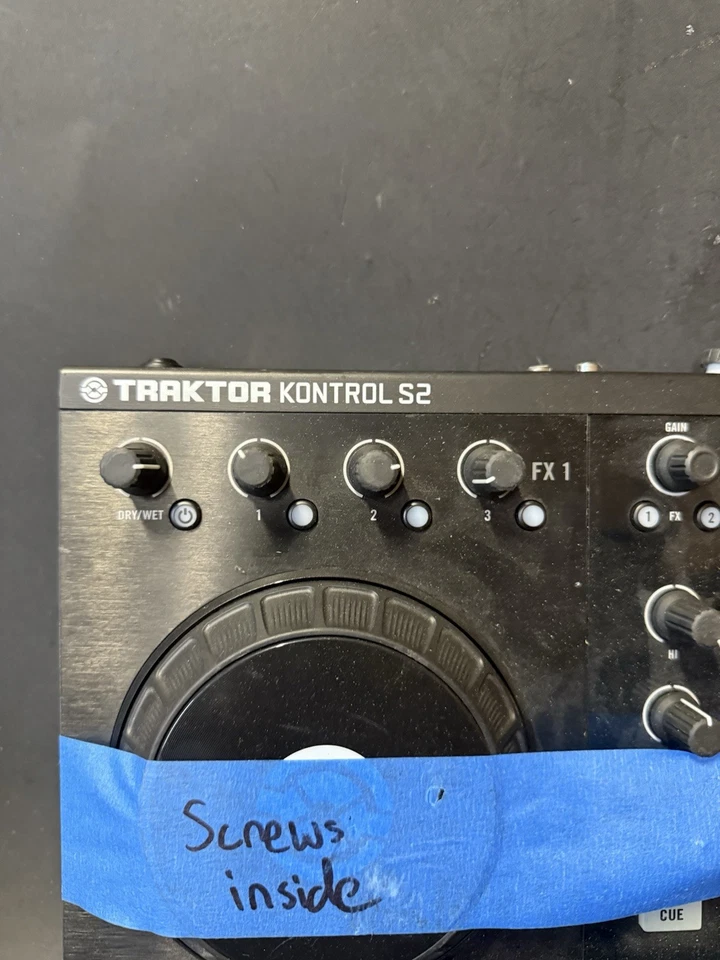 TRAKTOR KONTROL S2
GAIN
DRY/WET
1
2
3
FX 1
1
FX
2
HI
Screws
inside
CUE